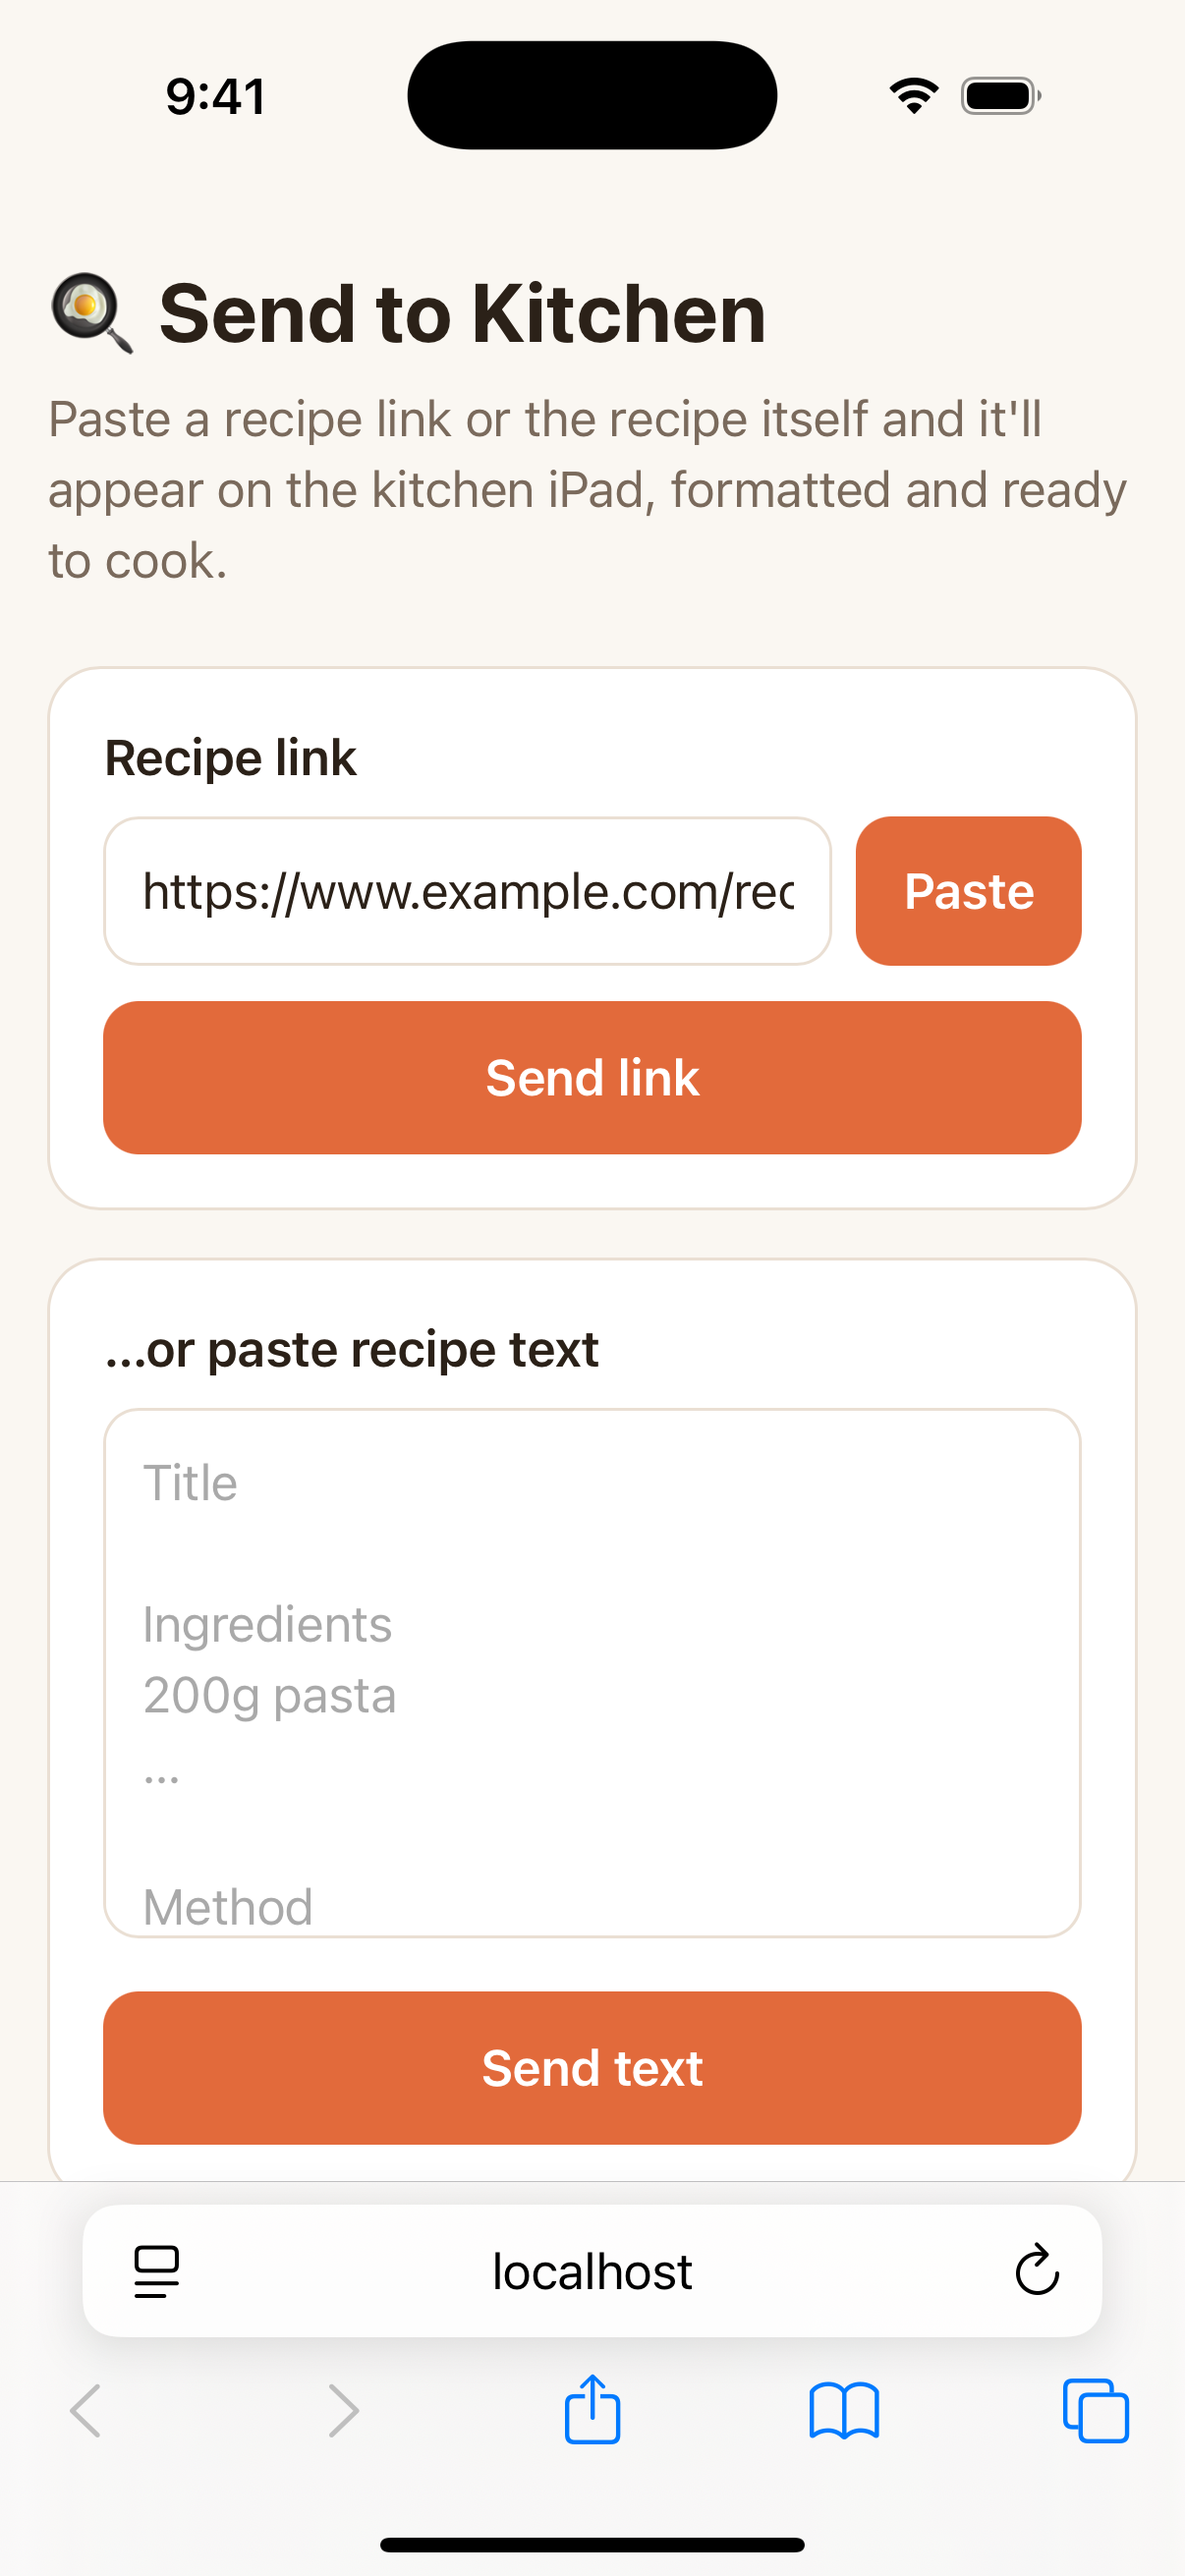 9:41
Send to Kitchen
Paste a recipe link or the recipe itself and it'll
appear on the kitchen iPad, formatted and ready
to cook.
Recipe link
https://www.example.com/rec
Paste
Send link
...or paste recipe text
Title
Ingredients
200g pasta
...
Method
Send text
localhost